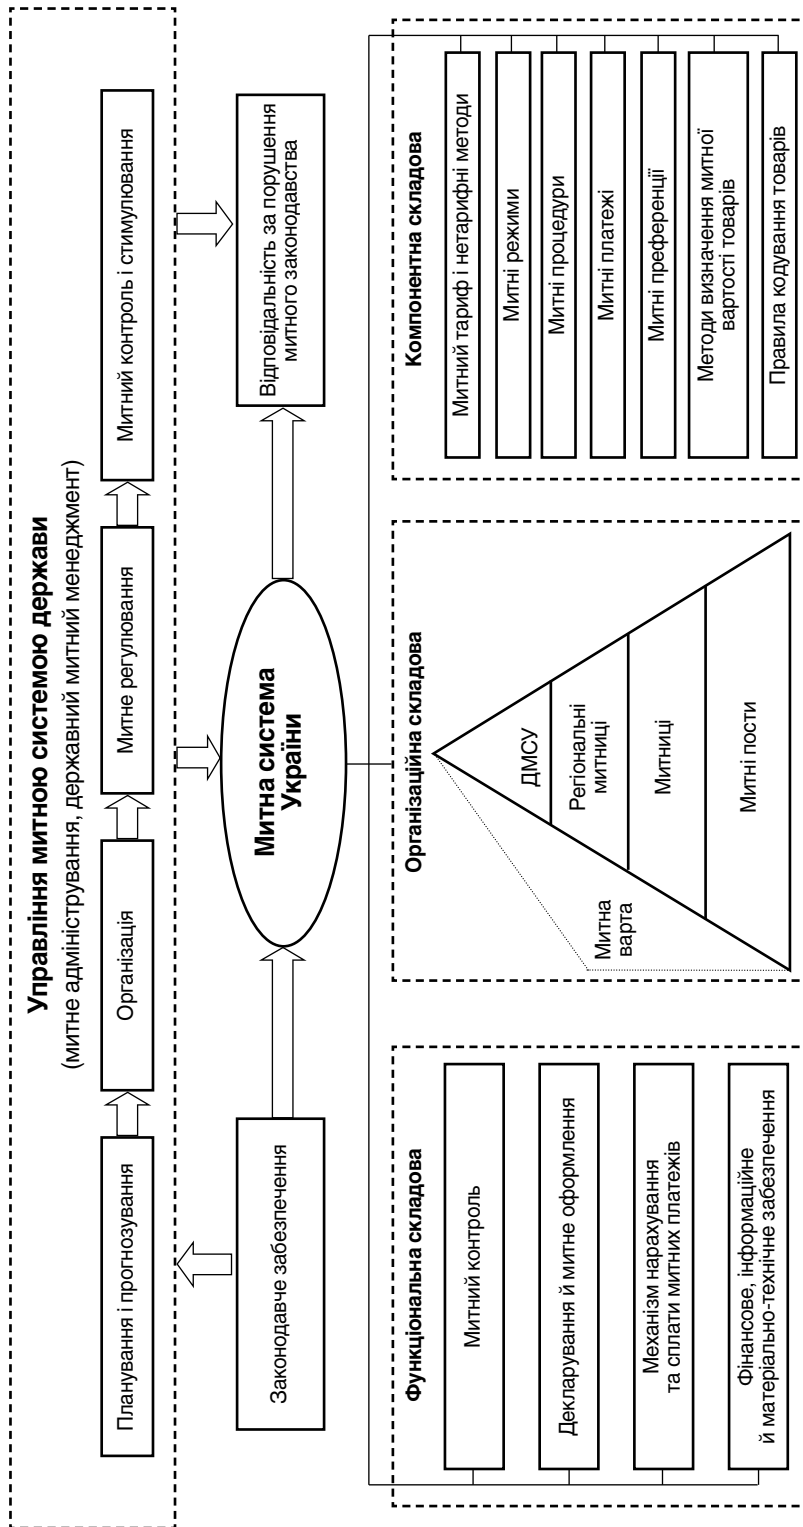 Управління митною системою держави
(митне адміністрування, державний митний менеджмент)
Планування і прогнозування
Організація
Митне регулювання
Митний контроль і стимулювання
Законодавче забезпечення
Митна система
України
Відповідальність за порушення
митного законодавства
Функціональна складова
Митний контроль
Декларування й митне оформлення
Механізм нарахування
та сплати митних платежів
Фінансове, інформаційне
й матеріально-технічне забезпечення
Організаційна складова
Митна
варта
ДМСУ
Регіональні
митниці
Митниці
Митні пости
Компонентна складова
Митний тариф і нетарифні методи
Митні режими
Митні процедури
Митні платежі
Митні преференції
Методи визначення митної
вартості товарів
Правила кодування товарів